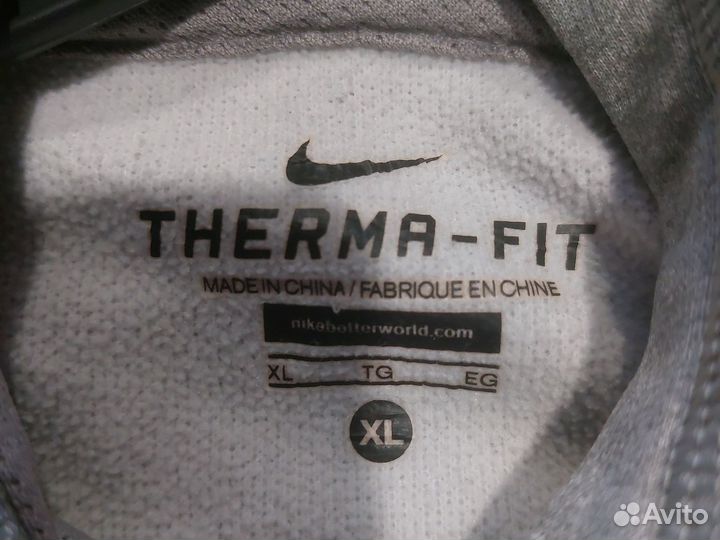 THERMA-FIT
MADE IN CHINA / FABRIQUE EN CHINE
nikebetterworld.com
XL TG EG
XL
Avito